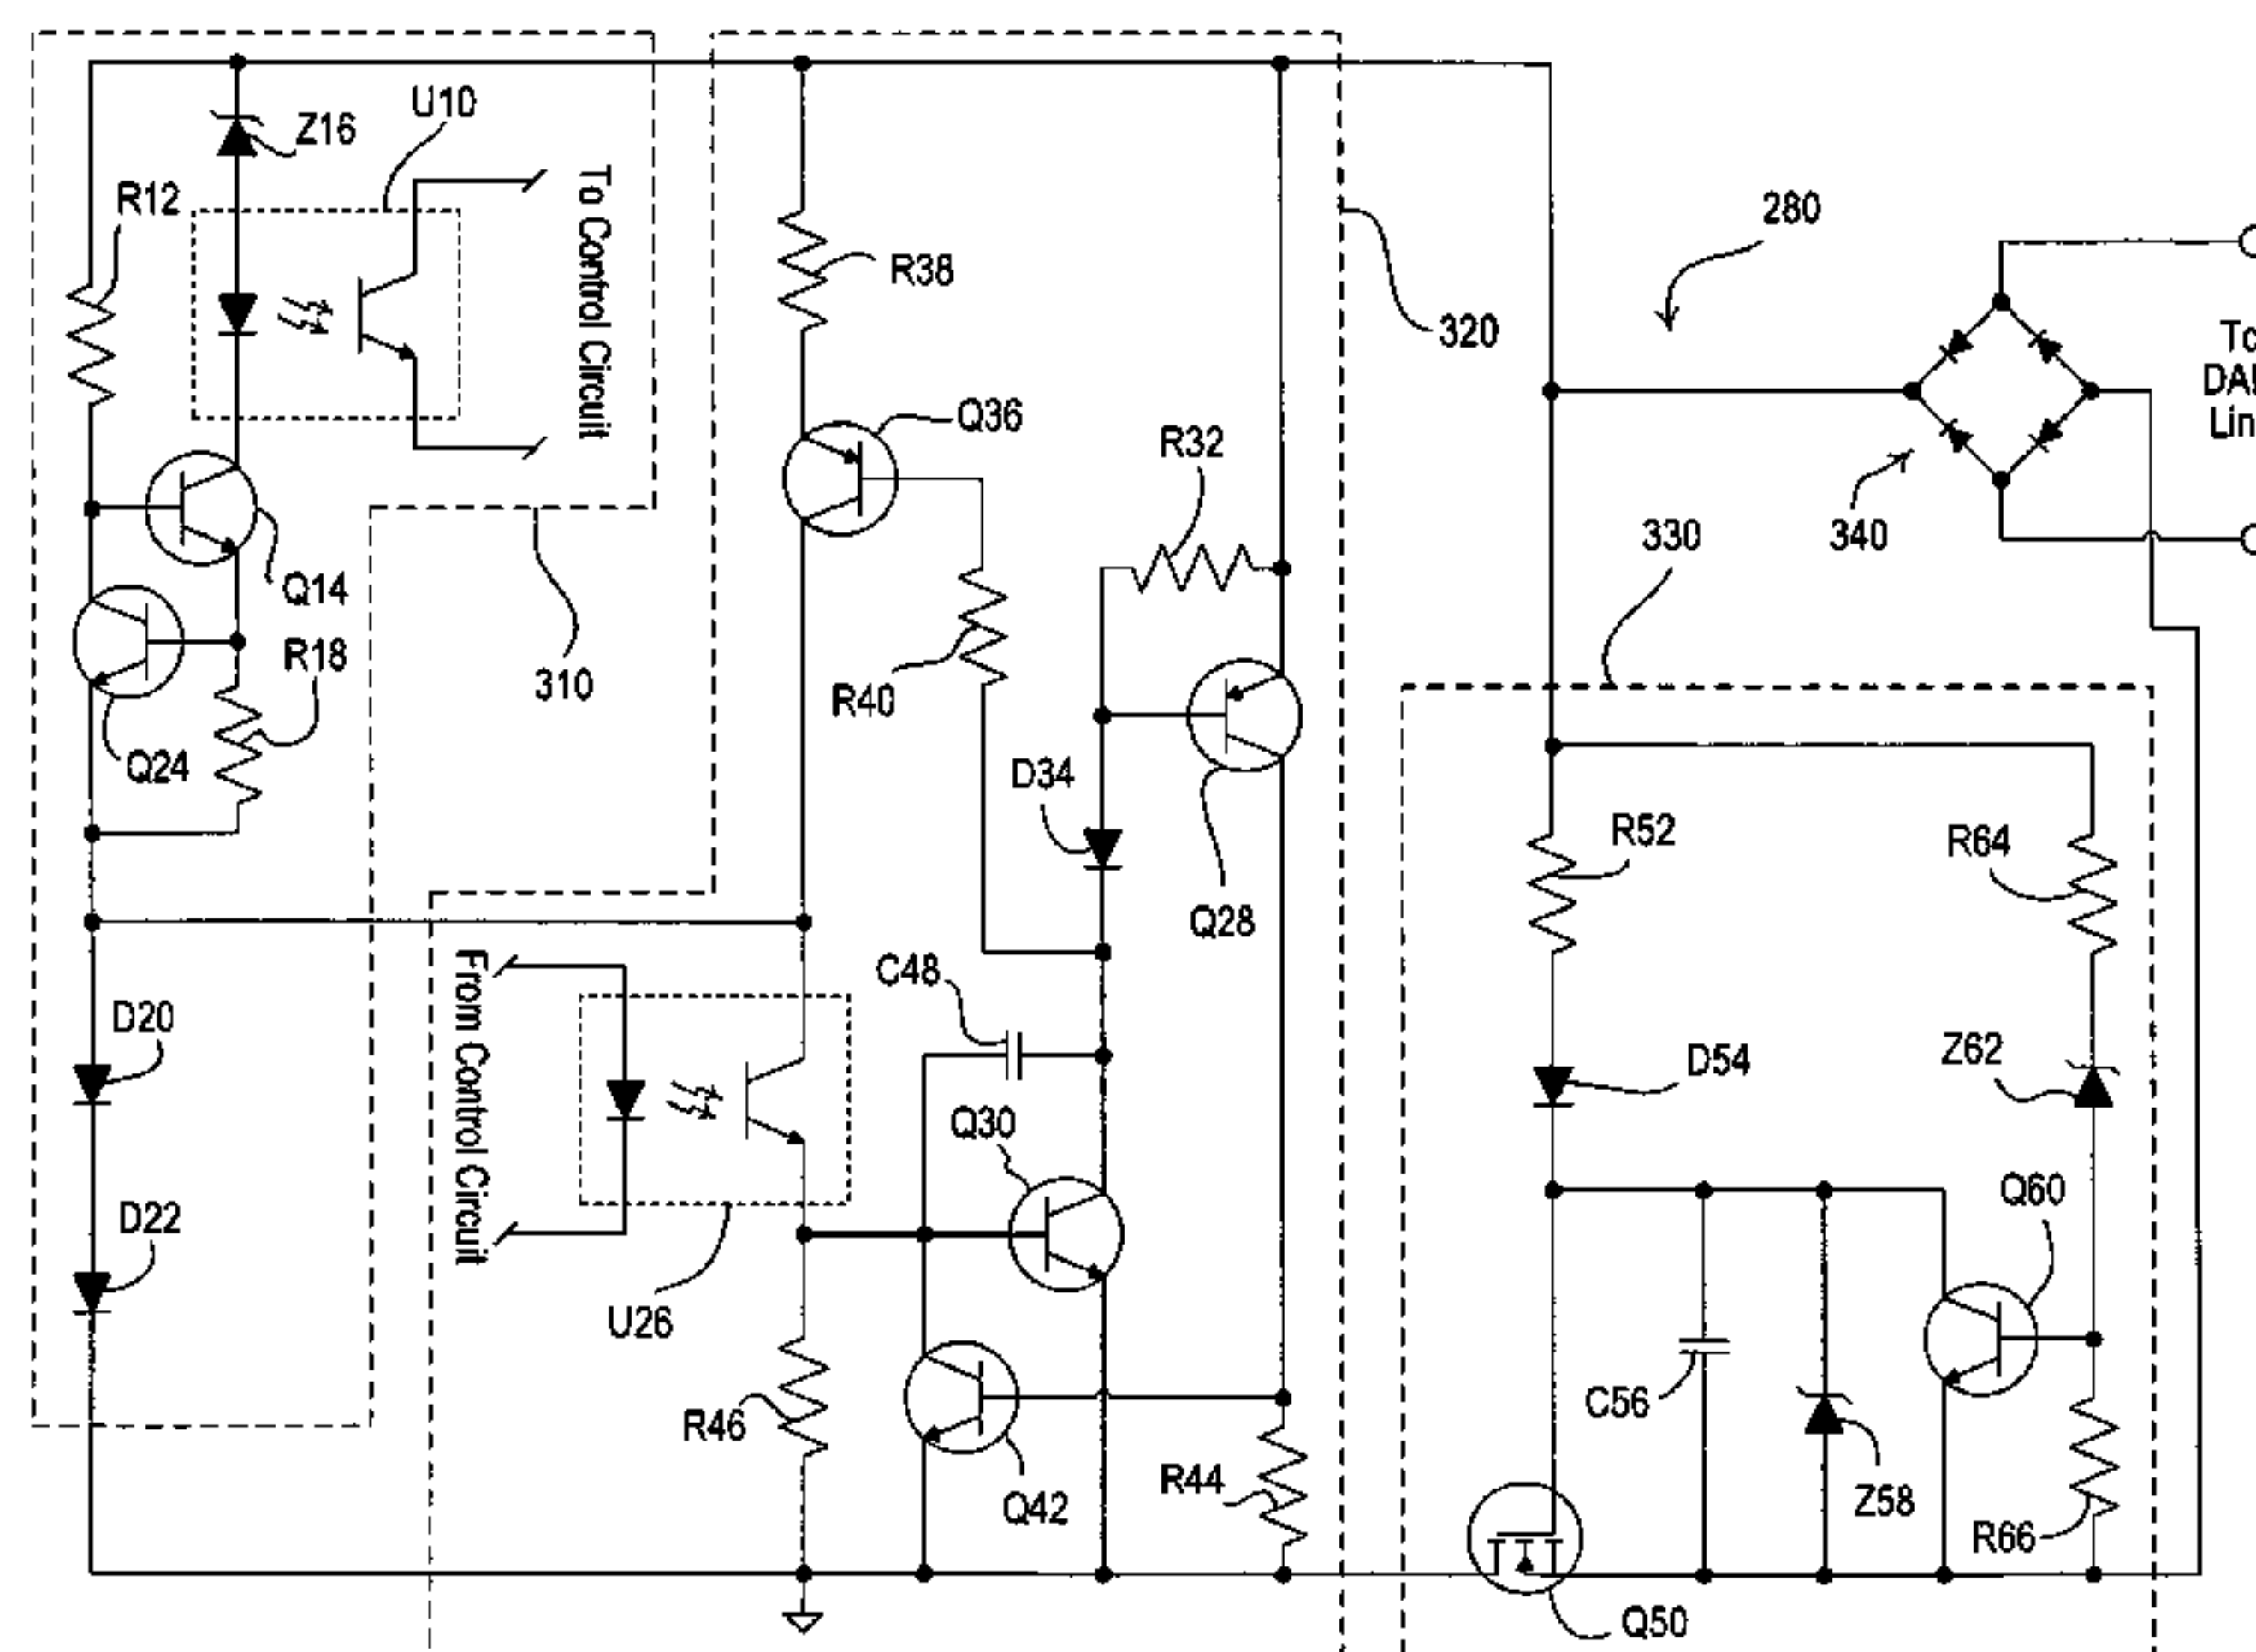 U10
Z16
R12
To Control Circuit
R38
280
320
To
Q36
R32
340
330
Q14
R18
310
R40
Q24
D34
R52
R64
Q28
From Control Circuit
C48
D20
D54
Z62
Q30
Q60
D22
U26
C56
R46
Q42
R44
Z58
R66
Q50